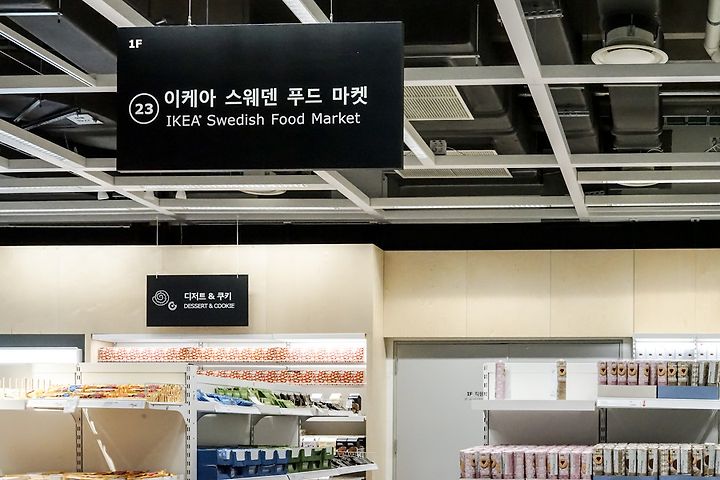 1F
23 이케아 스웨덴 푸드 마켓
IKEA® Swedish Food Market
디저트 & 쿠키
DESSERT & COOKIE
1F